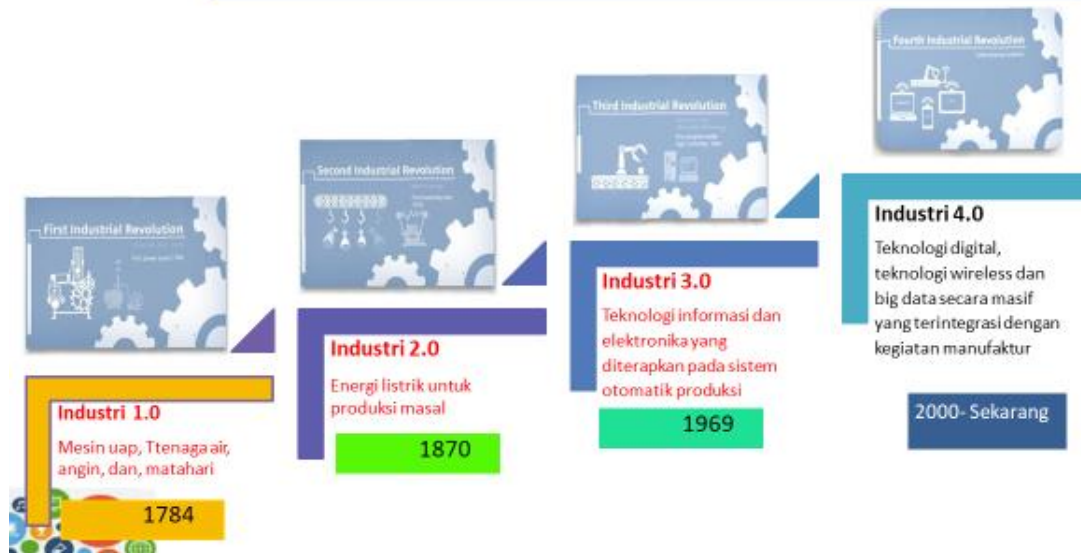 First Industrial Revolution
Industri 1.0
Mesin uap, Ttenaga air,
angin, dan, matahari
1784
Second Industrial Revolution
Industri 2.0
Energi listrik untuk
produksi masal
1870
Third Industrial Revolution
Industri 3.0
Teknologi informasi dan
elektronika yang
diterapkan pada sistem
otomatik produksi
1969
Fourth Industrial Revolution
Industri 4.0
Teknologi digital,
teknologi wireless dan
big data secara masif
yang terintegrasi dengan
kegiatan manufaktur
2000- Sekarang